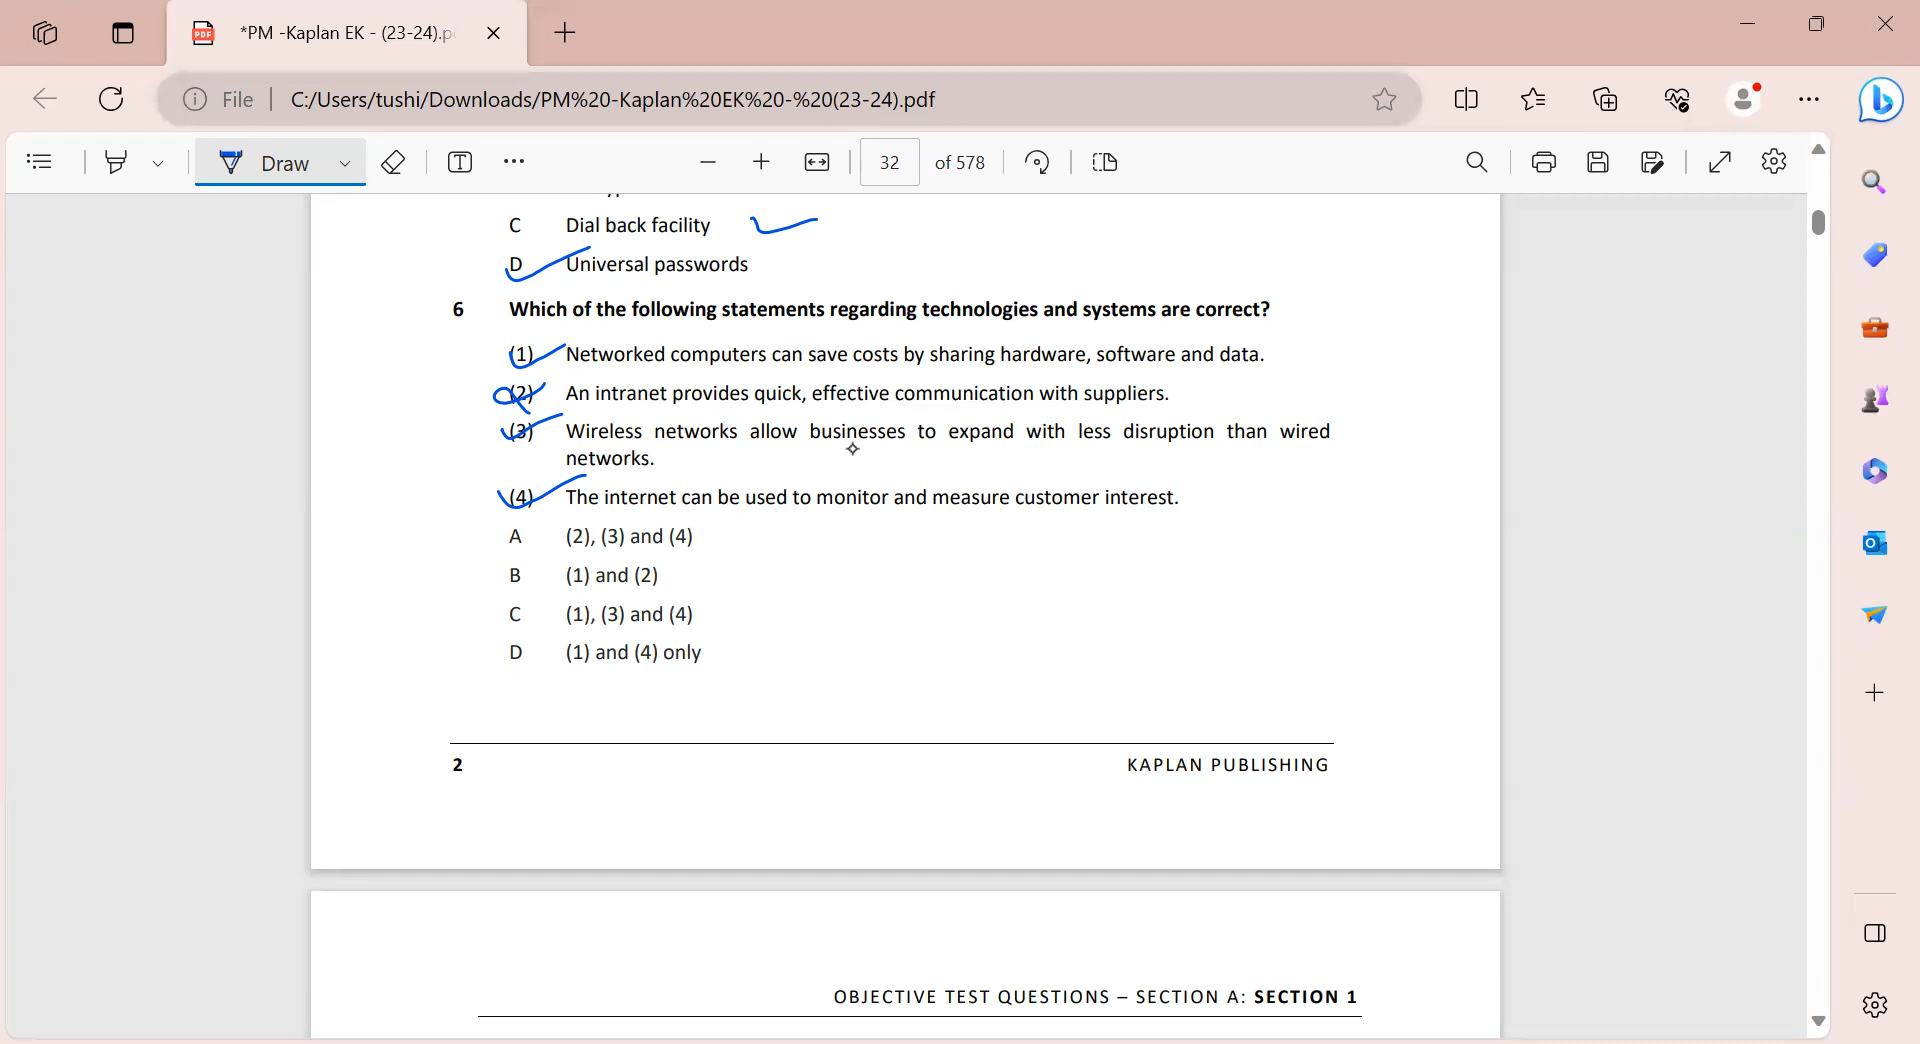 *PM -Kaplan EK - (23-24).p
File
C:/Users/tushi/Downloads/PM%20-Kaplan%20EK%20-%20(23-24).pdf
Draw
32 of 578
C Dial back facility
D Universal passwords
6 Which of the following statements regarding technologies and systems are correct?
(1) Networked computers can save costs by sharing hardware, software and data.
(2) An intranet provides quick, effective communication with suppliers.
(3) Wireless networks allow businesses to expand with less disruption than wired
networks.
(4) The internet can be used to monitor and measure customer interest.
A (2), (3) and (4)
B (1) and (2)
C (1), (3) and (4)
D (1) and (4) only
2 KAPLAN PUBLISHING
OBJECTIVE TEST QUESTIONS – SECTION A: SECTION 1